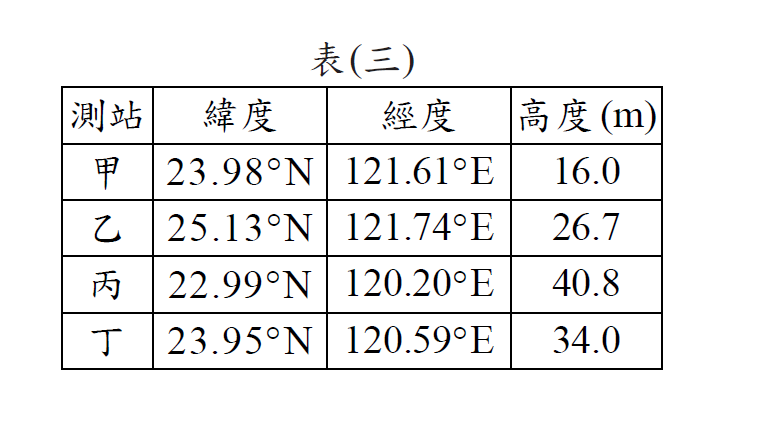 表(三)
測站 緯度 經度 高度(m)
甲 23.98°N 121.61°E 16.0
乙 25.13°N 121.74°E 26.7
丙 22.99°N 120.20°E 40.8
丁 23.95°N 120.59°E 34.0